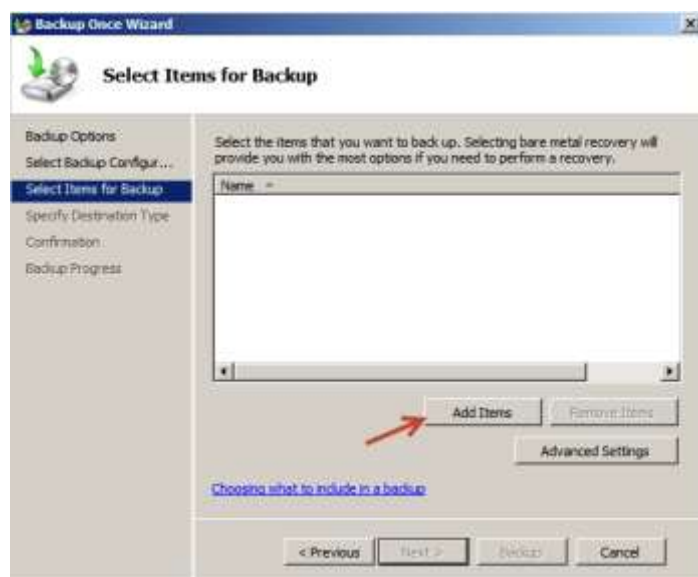 Backup Once Wizard
Select Items for Backup
Backup Options
Select Backup Configur...
Select Items for Backup
Specify Destination Type
Confirmation
Backup Progress
Select the items that you want to back up. Selecting bare metal recovery will
provide you with the most options if you need to perform a recovery.
Name
Add Items
Remove Items
Advanced Settings
Choosing what to include in a backup
< Previous
Next >
Backup
Cancel